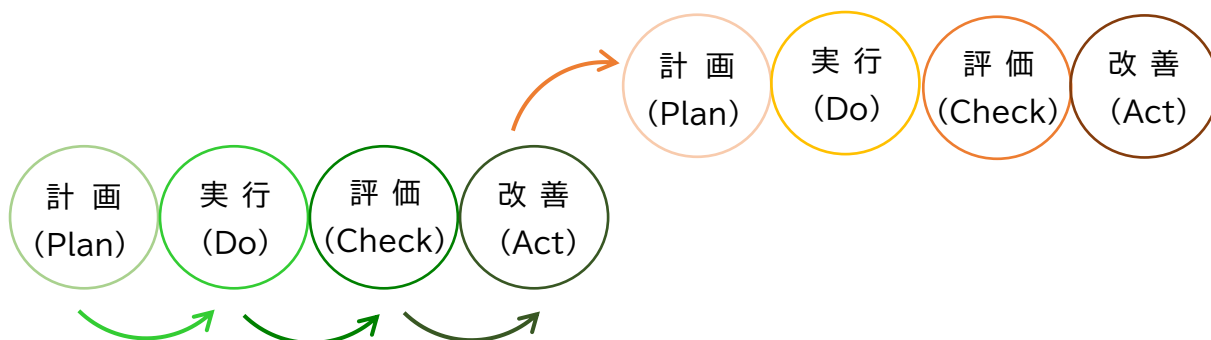 計 画
(Plan)
実 行
(Do)
評 価
(Check)
改 善
(Act)
計 画
(Plan)
実 行
(Do)
評 価
(Check)
改 善
(Act)